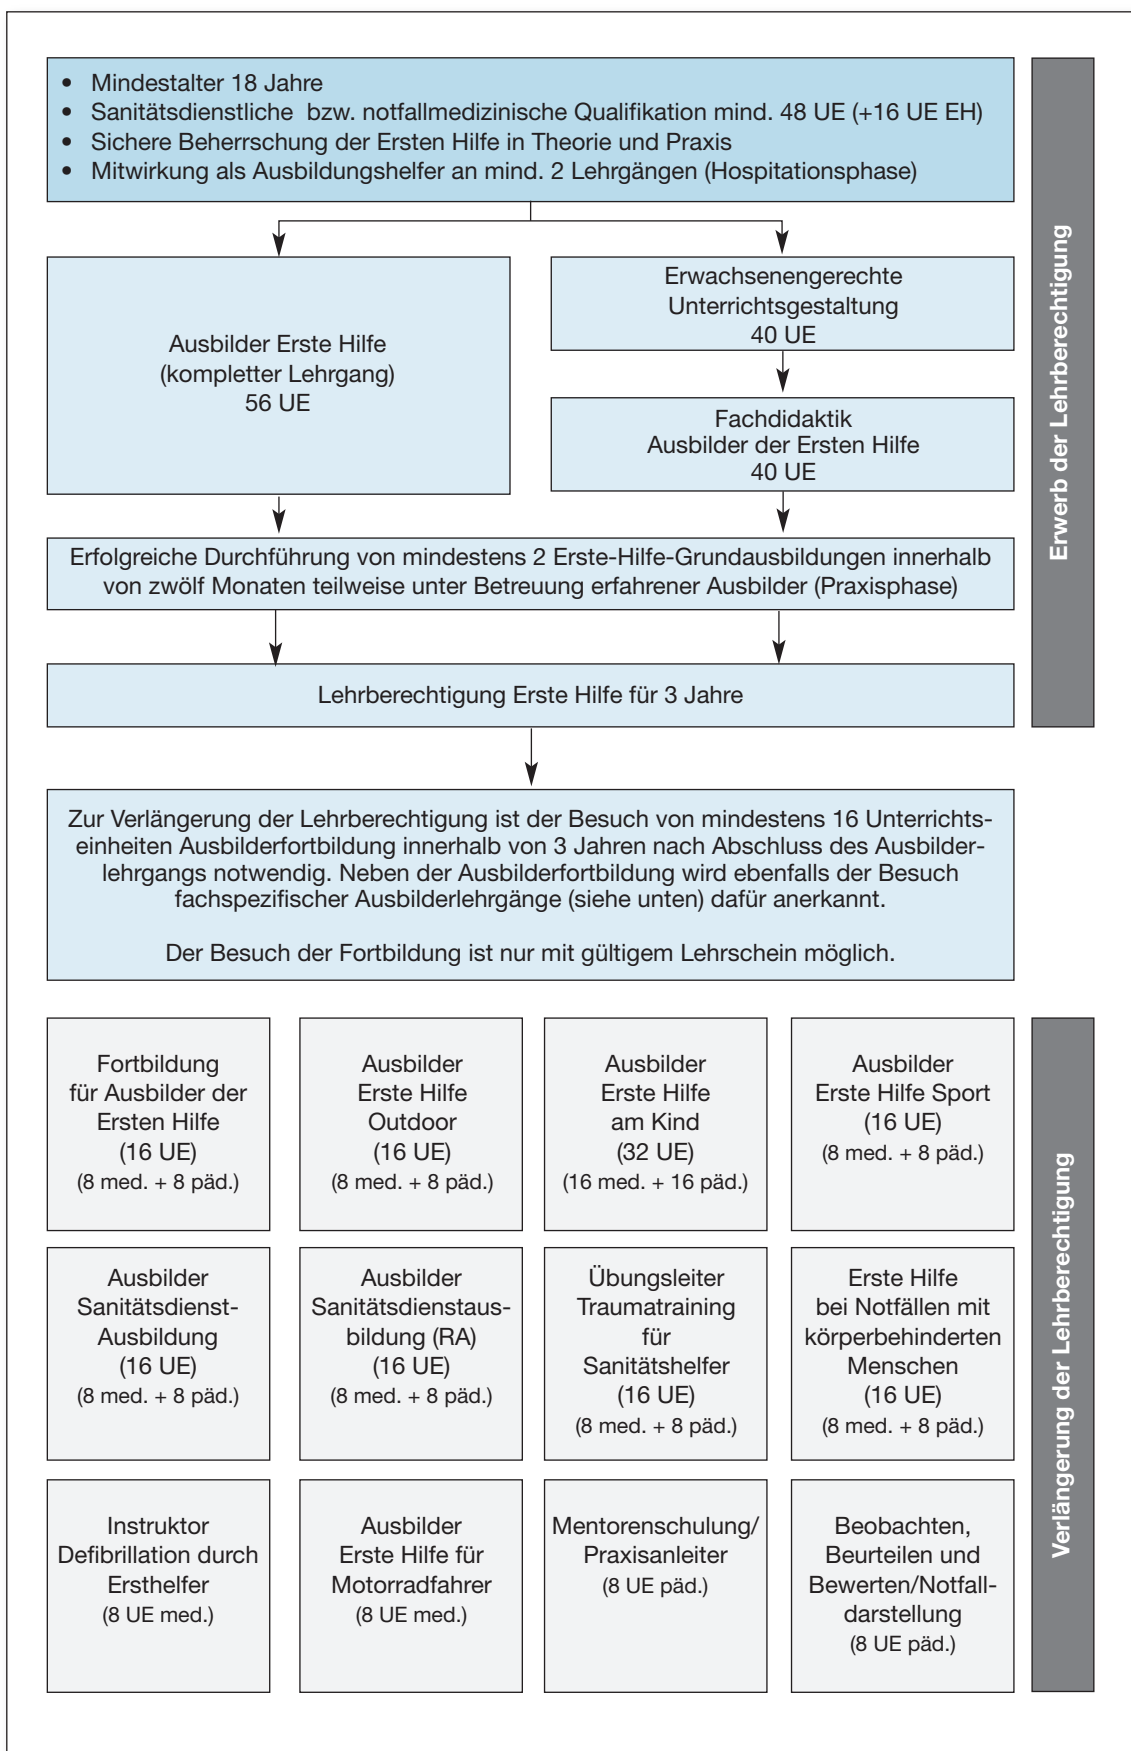 • Mindestalter 18 Jahre
• Sanitätsdienstliche bzw. notfallmedizinische Qualifikation mind. 48 UE (+16 UE EH)
• Sichere Beherrschung der Ersten Hilfe in Theorie und Praxis
• Mitwirkung als Ausbildungshelfer an mind. 2 Lehrgängen (Hospitationsphase)
Ausbilder Erste Hilfe
(kompletter Lehrgang)
56 UE
Erwachsenengerechte
Unterrichtsgestaltung
40 UE
Fachdidaktik
Ausbilder der Ersten Hilfe
40 UE
Erfolgreiche Durchführung von mindestens 2 Erste-Hilfe-Grundausbildungen innerhalb
von zwölf Monaten teilweise unter Betreuung erfahrener Ausbilder (Praxisphase)
Lehrberechtigung Erste Hilfe für 3 Jahre
Erwerb der Lehrberechtigung
Zur Verlängerung der Lehrberechtigung ist der Besuch von mindestens 16 Unterrichts-
einheiten Ausbilderfortbildung innerhalb von 3 Jahren nach Abschluss des Ausbilder-
lehrgangs notwendig. Neben der Ausbilderfortbildung wird ebenfalls der Besuch
fachspezifischer Ausbilderlehrgänge (siehe unten) dafür anerkannt.
Der Besuch der Fortbildung ist nur mit gültigem Lehrschein möglich.
Fortbildung
für Ausbilder der
Ersten Hilfe
(16 UE)
(8 med. + 8 päd.)
Ausbilder
Erste Hilfe
Outdoor
(16 UE)
(8 med. + 8 päd.)
Ausbilder
Erste Hilfe
am Kind
(32 UE)
(16 med. + 16 päd.)
Ausbilder
Erste Hilfe Sport
(16 UE)
(8 med. + 8 päd.)
Ausbilder
Sanitätsdienst-
Ausbildung
(16 UE)
(8 med. + 8 päd.)
Ausbilder
Sanitätsdienstaus-
bildung (RA)
(16 UE)
(8 med. + 8 päd.)
Übungsleiter
Traumatraining
für
Sanitätshelfer
(16 UE)
(8 med. + 8 päd.)
Erste Hilfe
bei Notfällen mit
körperbehinderten
Menschen
(16 UE)
(8 med. + 8 päd.)
Instruktor
Defibrillation durch
Ersthelfer
(8 UE med.)
Ausbilder
Erste Hilfe für
Motorradfahrer
(8 UE med.)
Mentorenschulung/
Praxisanleiter
(8 UE päd.)
Beobachten,
Beurteilen und
Bewerten/Notfall-
darstellung
(8 UE päd.)
Verlängerung der Lehrberechtigung